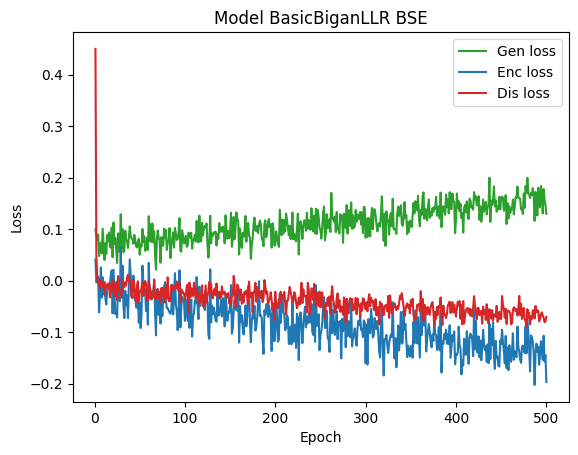 Model BasicBiganLLR BSE
Gen loss
Enc loss
Dis loss
Loss
0.4
0.3
0.2
0.1
0.0
−0.1
−0.2
0
100
200
300
400
500
Epoch